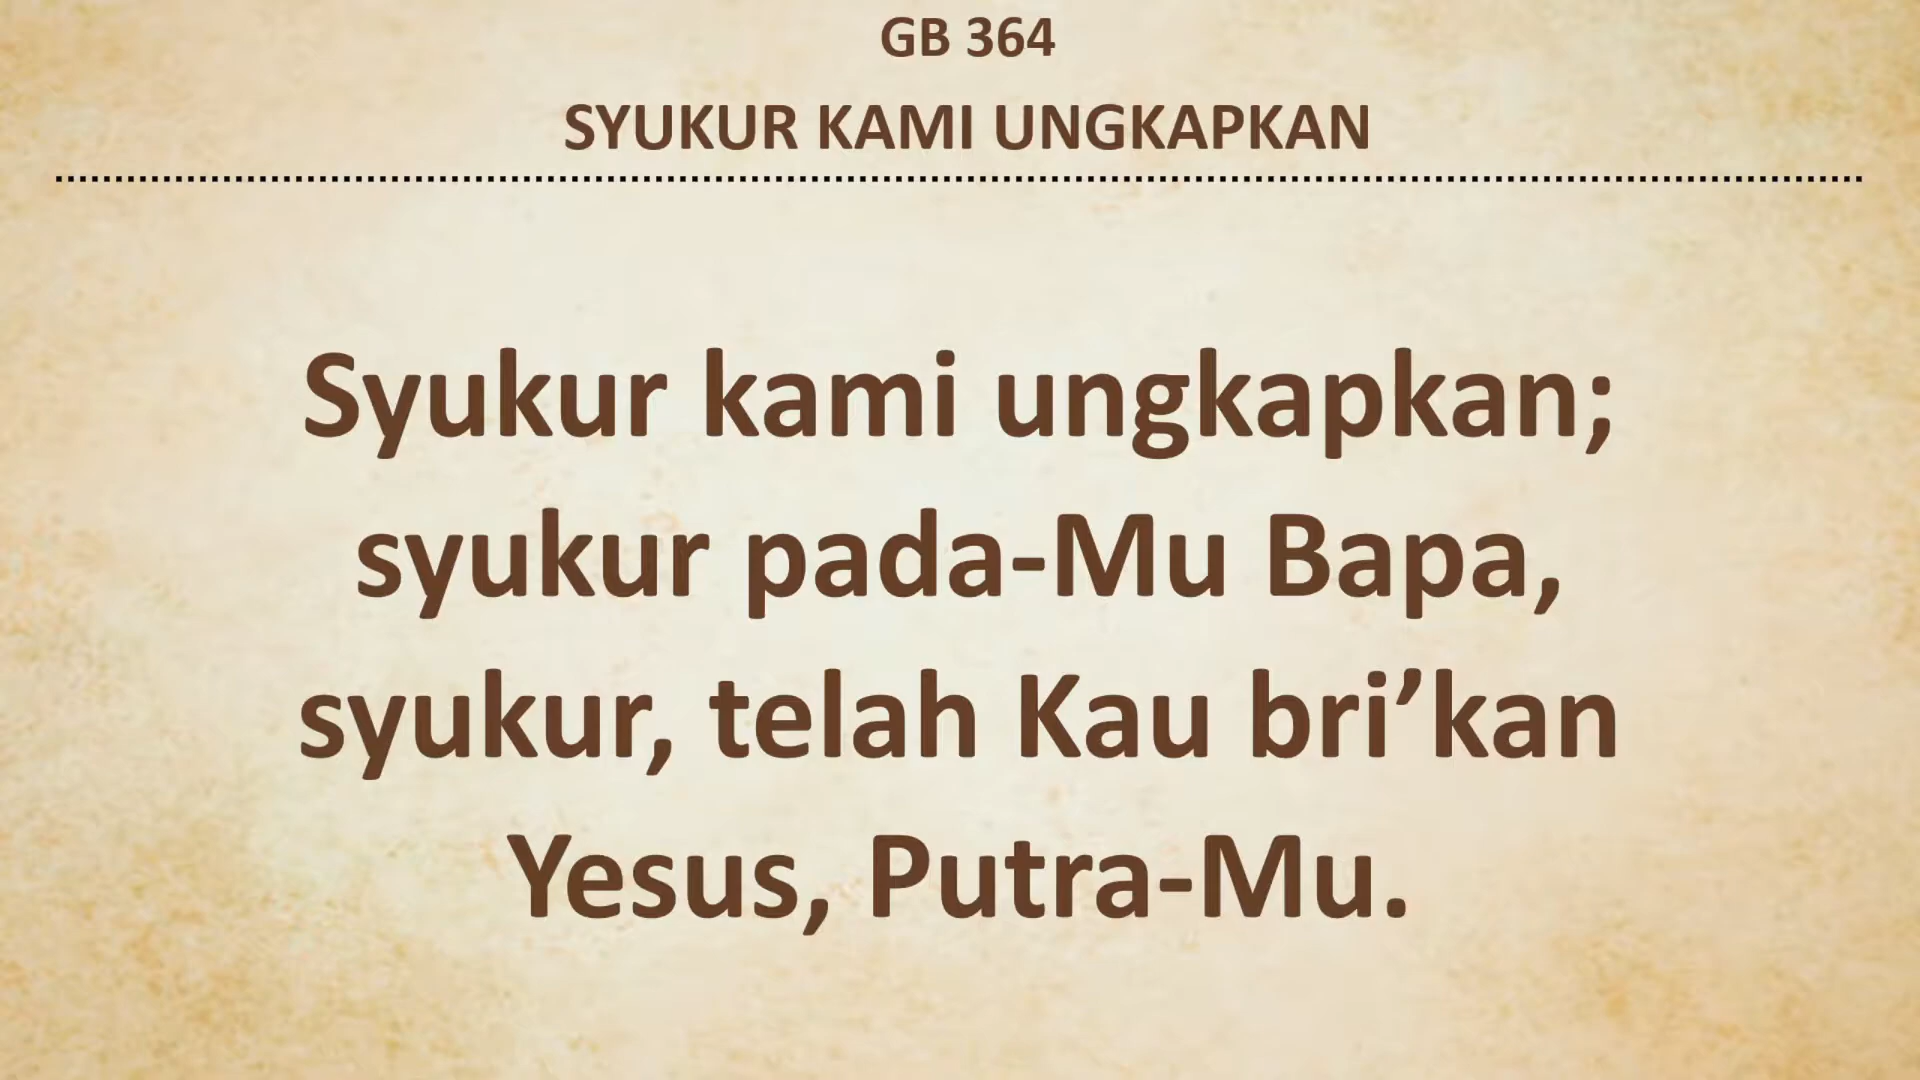 GB 364
SYUKUR KAMI UNGKAPKAN
Syukur kami ungkapkan;
syukur pada-Mu Bapa,
syukur, telah Kau bri’kan
Yesus, Putra-Mu.